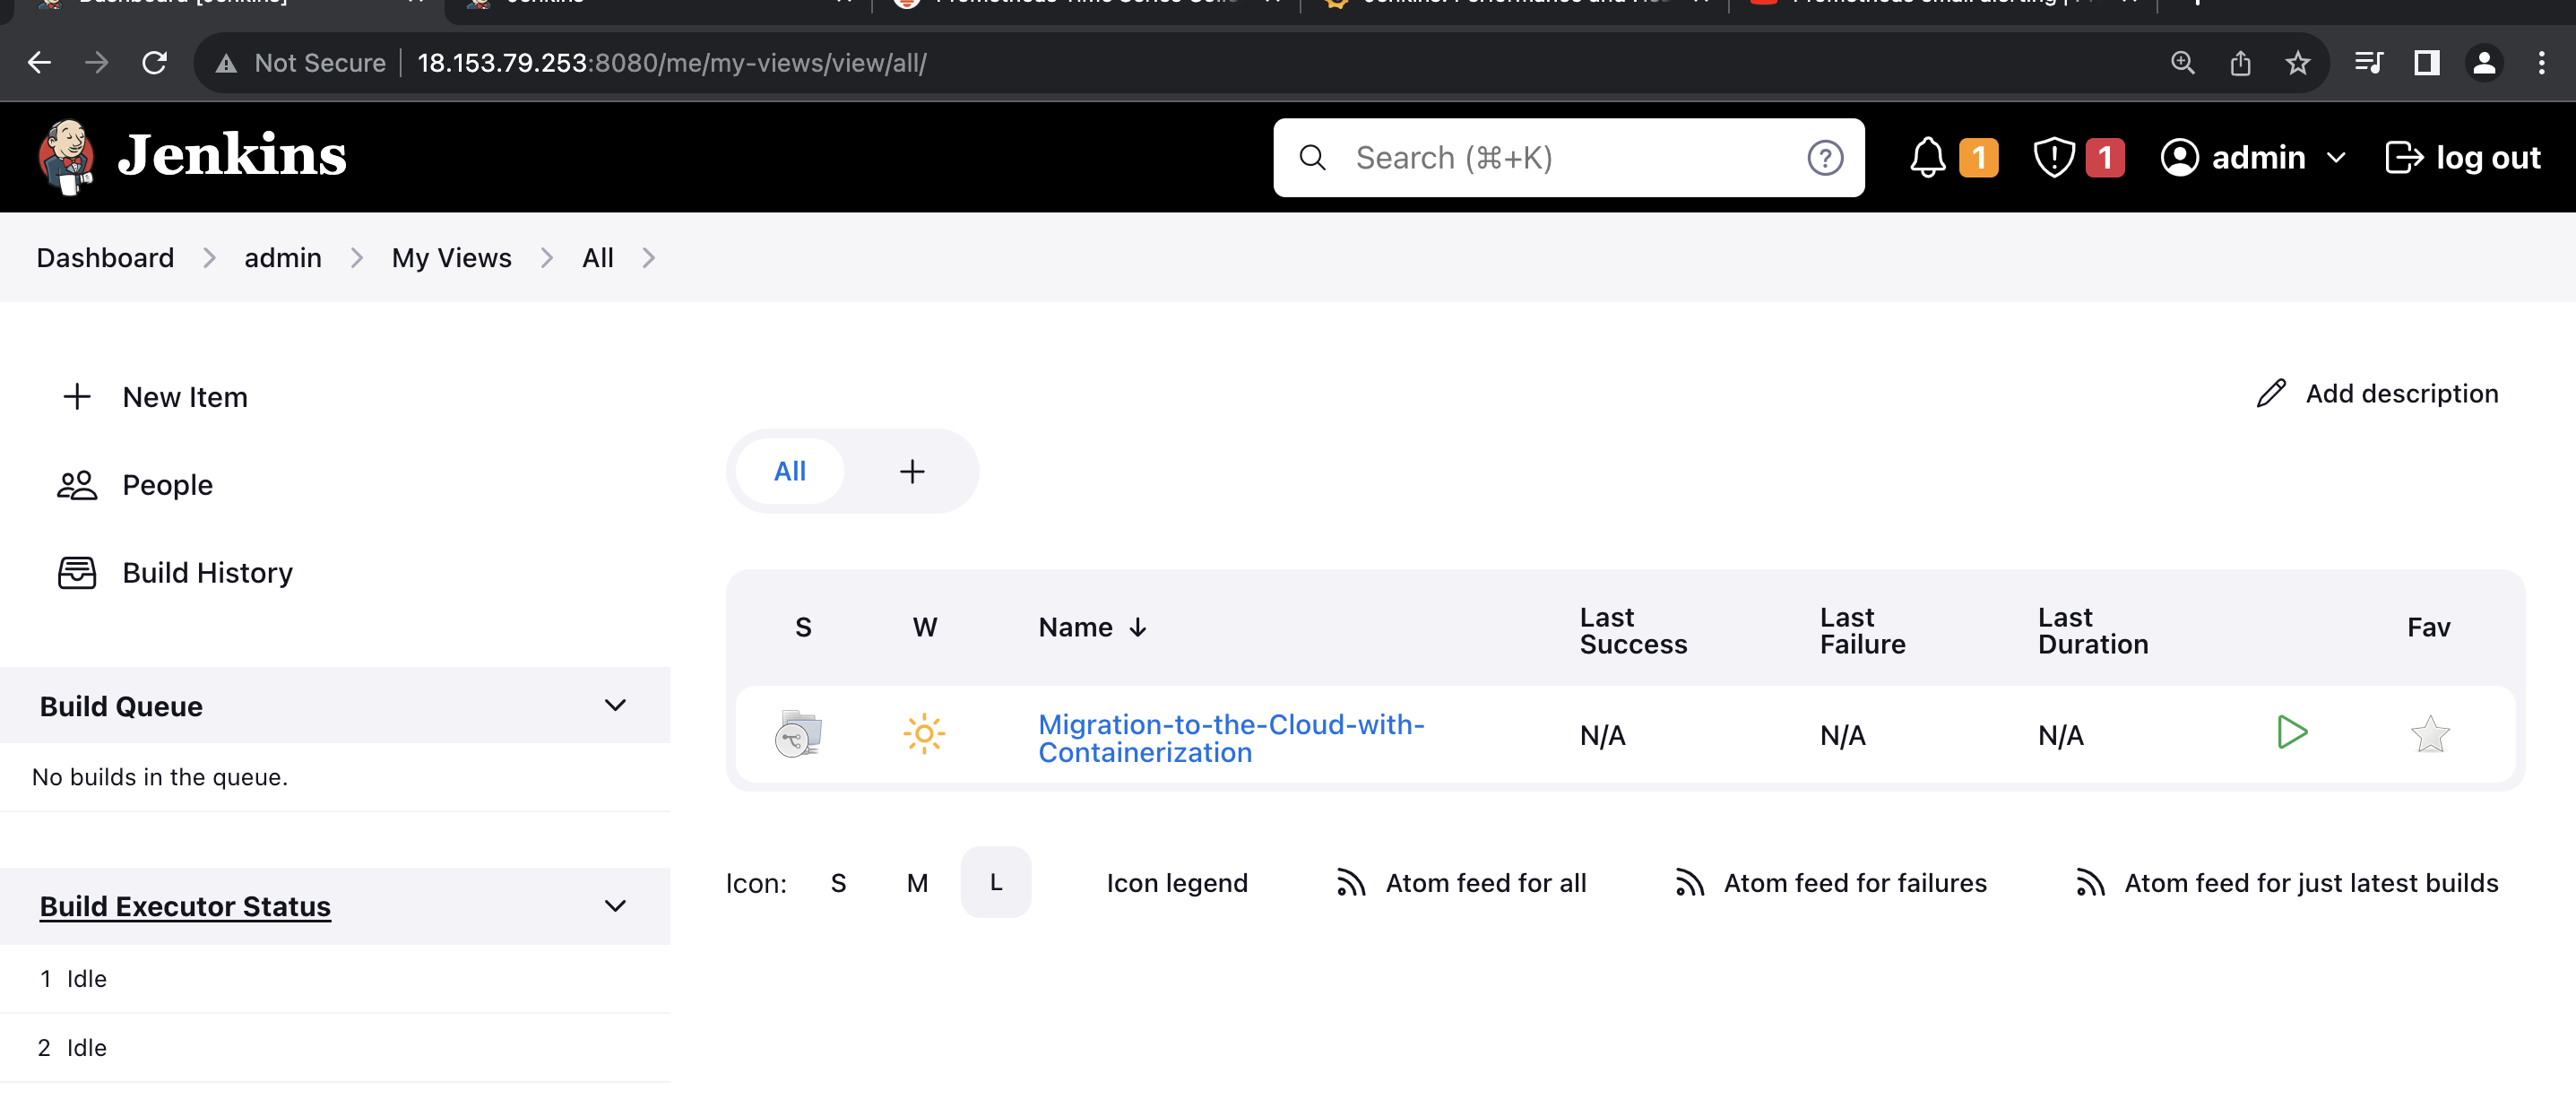 Not Secure 18.153.79.253:8080/me/my-views/view/all/
Jenkins
Search (⌘+K)
1
1
admin
log out
Dashboard
admin
My Views
All
New Item
People
Build History
Add description
All
S W Name ↓ Last Success Last Failure Last Duration Fav
Migration-to-the-Cloud-with-
Containerization
N/A N/A N/A
Build Queue
No builds in the queue.
Build Executor Status
1 Idle
2 Idle
Icon: S M L Icon legend Atom feed for all Atom feed for failures Atom feed for just latest builds